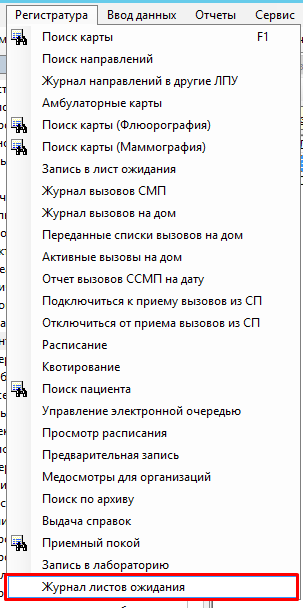 Регистратура Ввод данных Отчеты Сервис
Поиск карты F1
Поиск направлений
Журнал направлений в другие ЛПУ
Амбулаторные карты
Поиск карты (Флюорография)
Поиск карты (Маммография)
Запись в лист ожидания
Журнал вызовов СМП
Журнал вызовов на дом
Переданные списки вызовов на дом
Активные вызовы на дом
Отчет вызовов ССМП на дату
Подключиться к приему вызовов из СП
Отключиться от приема вызовов из СП
Расписание
Квотирование
Поиск пациента
Управление электронной очередью
Просмотр расписания
Предварительная запись
Медосмотры для организаций
Поиск по архиву
Выдача справок
Приемный покой
Запись в лабораторию
Журнал листов ожидания